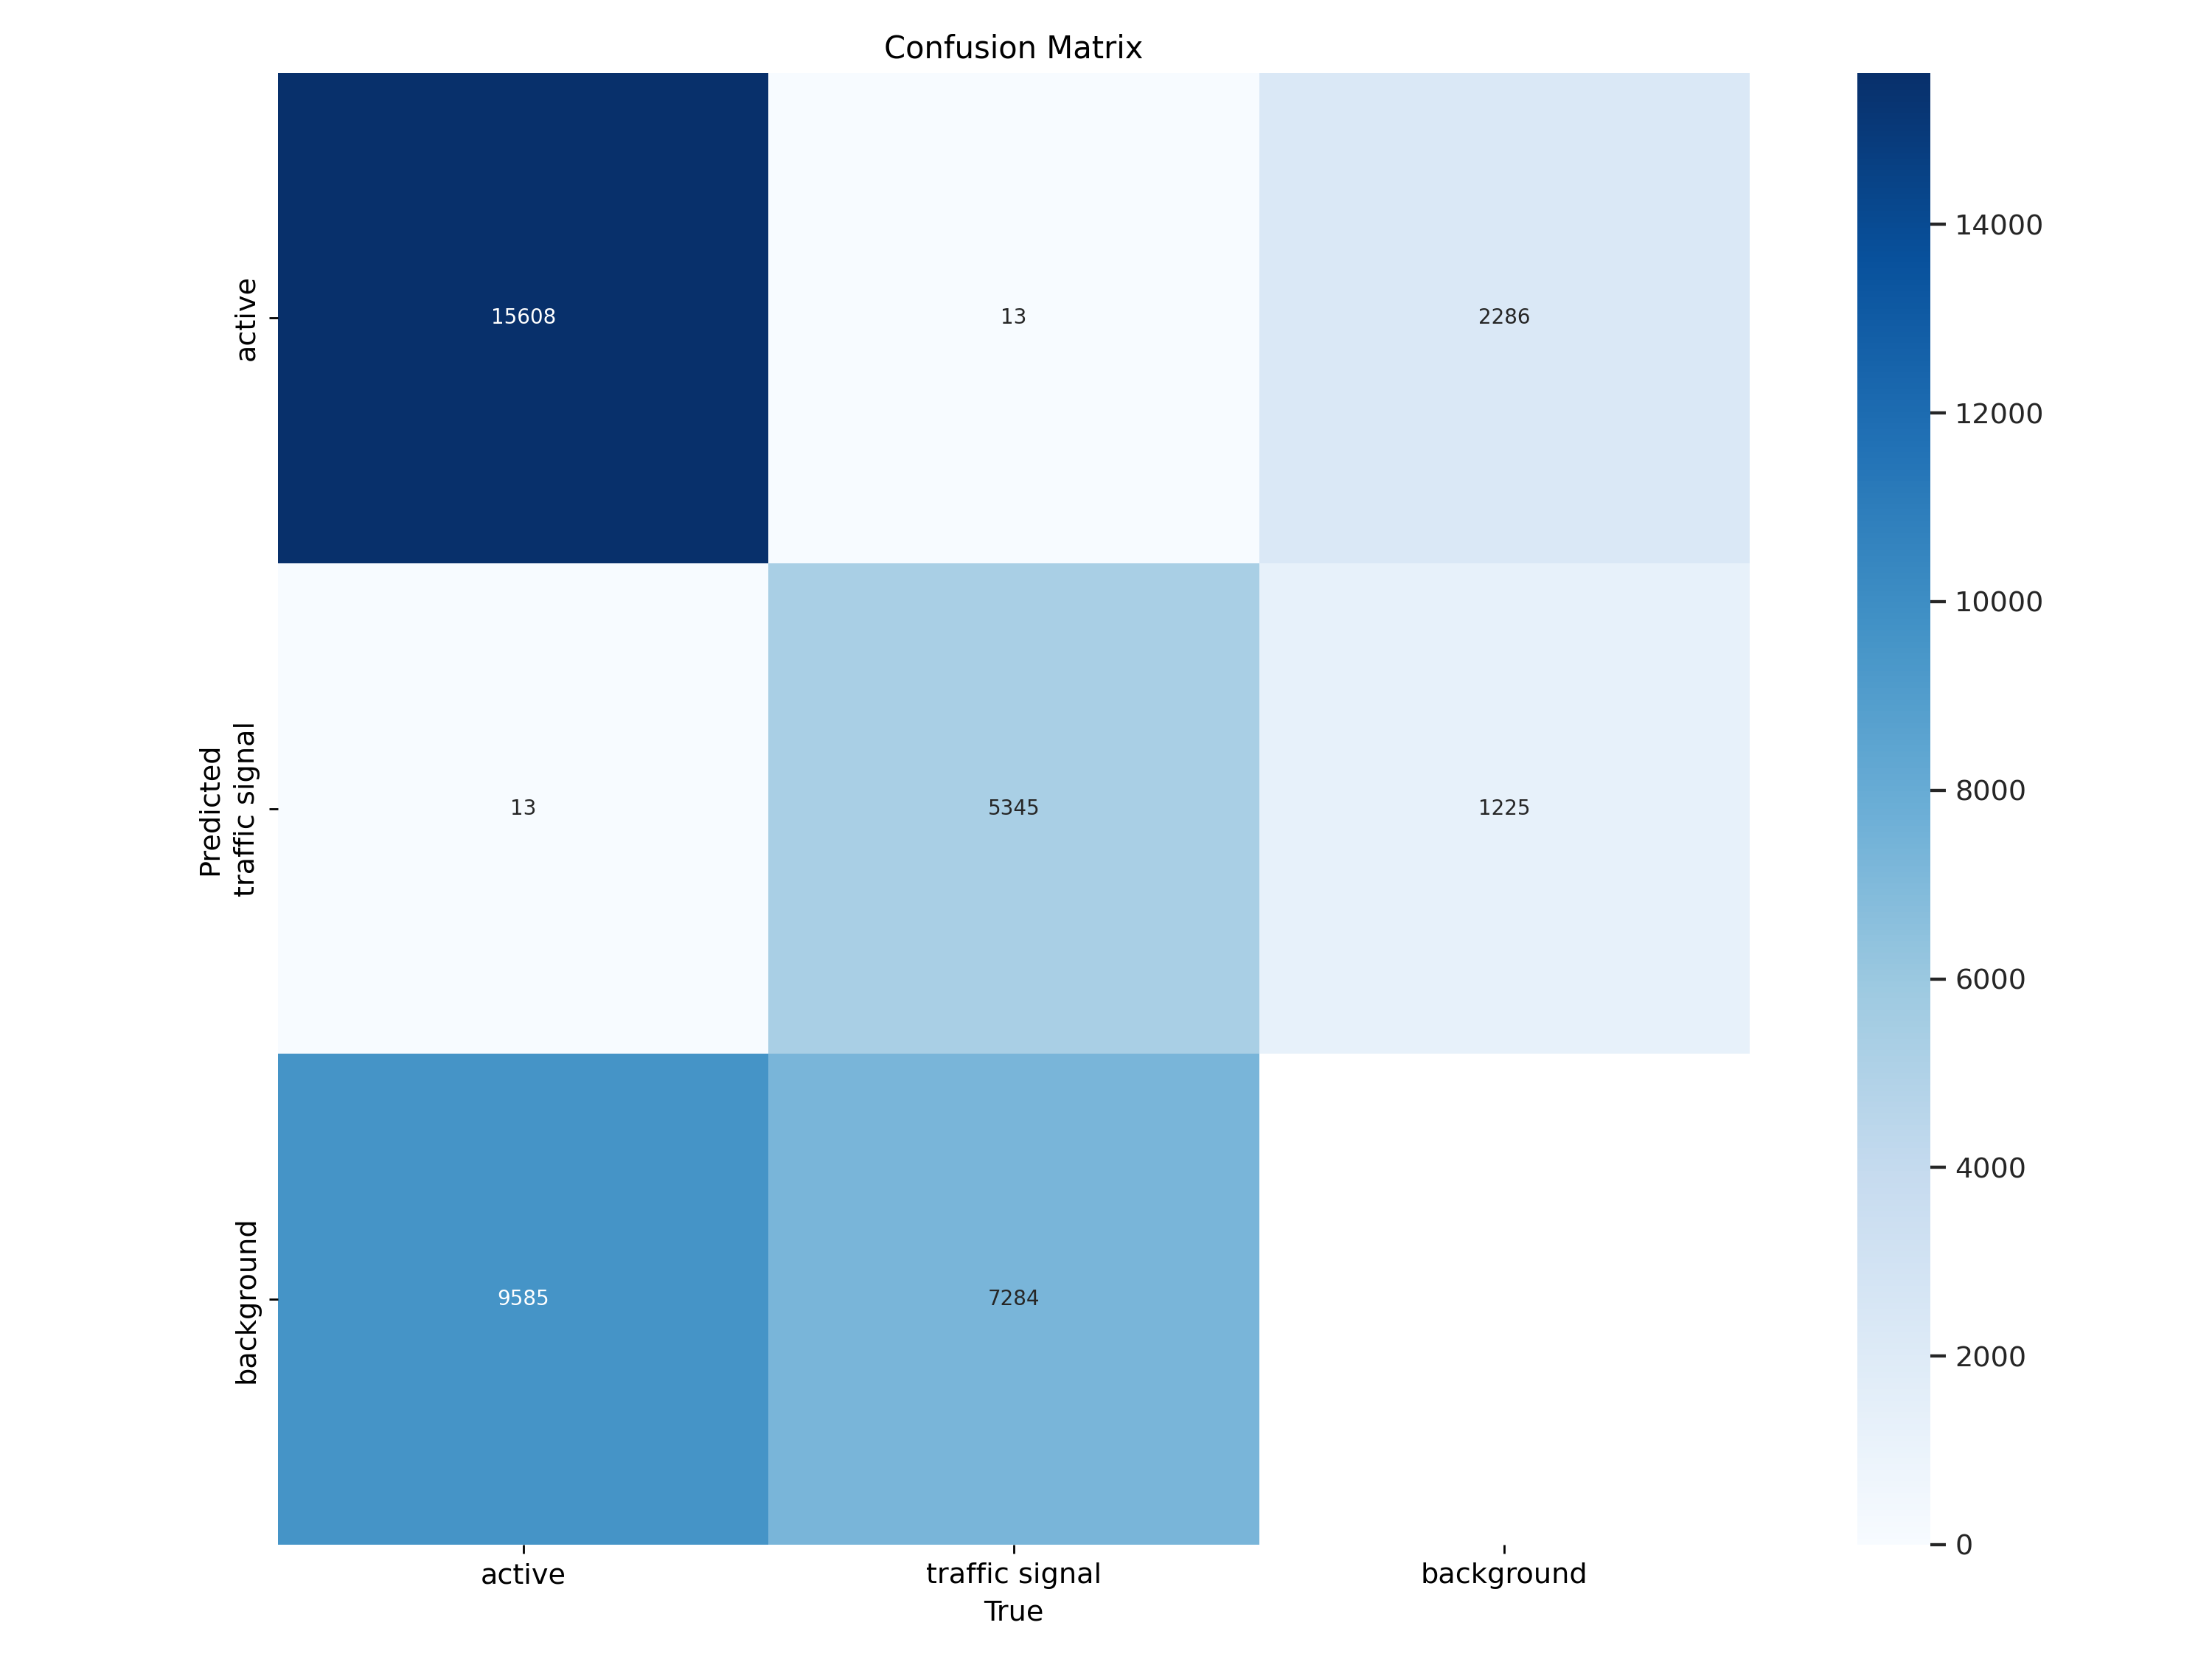 Confusion Matrix
active
15608
13
2286
Predicted
traffic signal
13
5345
1225
background
9585
7284
active
traffic signal
background
True
14000
12000
10000
8000
6000
4000
2000
0